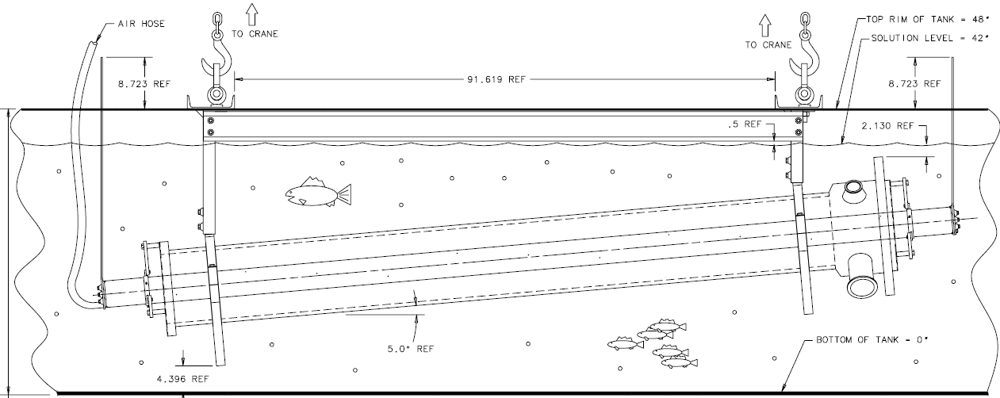 AIR HOSE
TO CRANE
TO CRANE
TOP RIM OF TANK = 48"
SOLUTION LEVEL = 42"
8.723 REF
91.619 REF
8.723 REF
.5 REF
2.130 REF
5.0° REF
BOTTOM OF TANK = 0"
4.396 REF